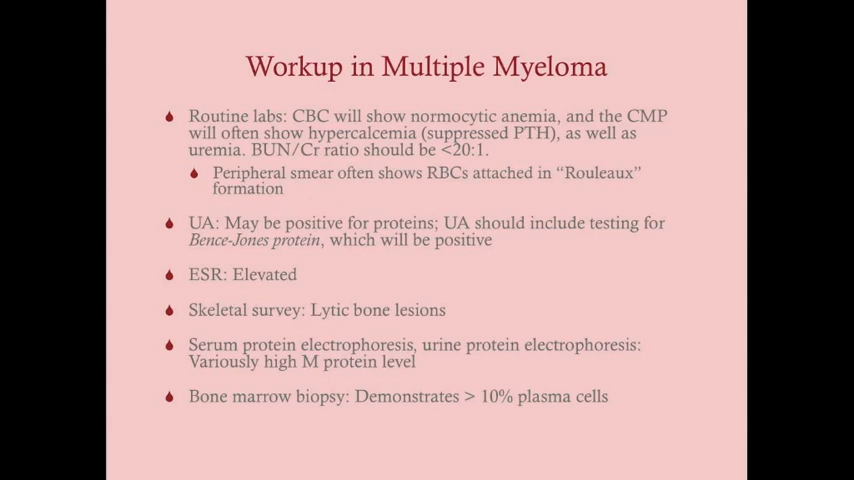 Workup in Multiple Myeloma
Routine labs: CBC will show normocytic anemia, and the CMP
will often show hypercalcemia (suppressed PTH), as well as
uremia. BUN/Cr ratio should be <20:1.
Peripheral smear often shows RBCs attached in “Rouleaux”
formation
UA: May be positive for proteins; UA should include testing for
Bence-Jones protein, which will be positive
ESR: Elevated
Skeletal survey: Lytic bone lesions
Serum protein electrophoresis, urine protein electrophoresis:
Variously high M protein level
Bone marrow biopsy: Demonstrates > 10% plasma cells